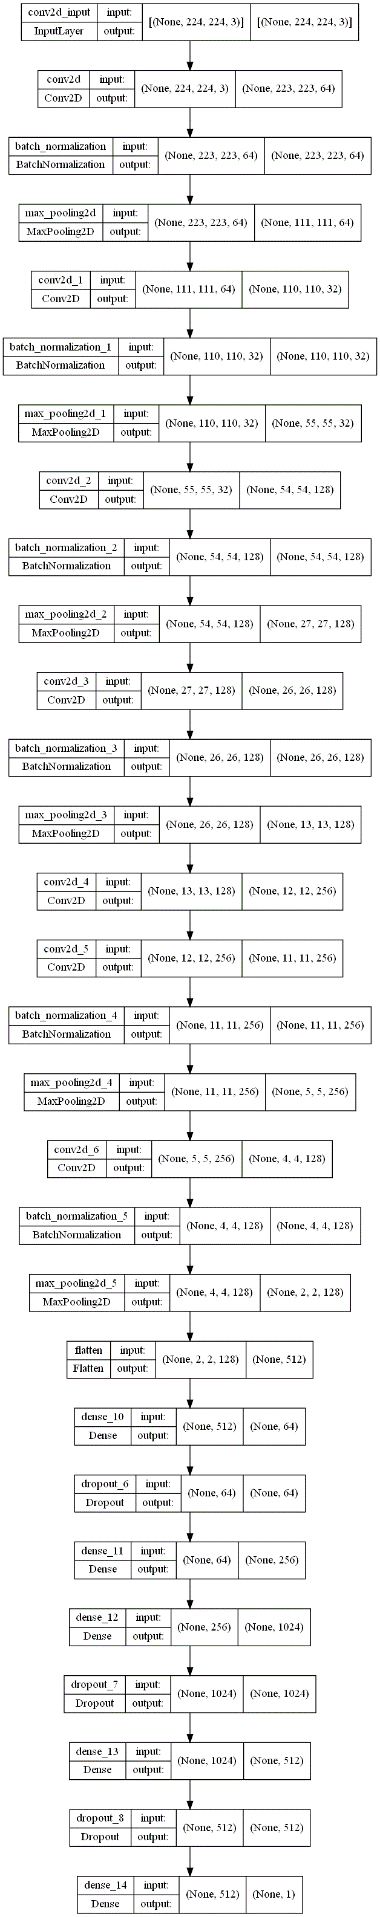 conv2d_input input: [(None, 224, 224, 3)] [(None, 224, 224, 3)]
InputLayer output:
conv2d input: (None, 224, 224, 3) (None, 223, 223, 64)
Conv2D output:
batch_normalization input: (None, 223, 223, 64) (None, 223, 223, 64)
BatchNormalization output:
max_pooling2d input: (None, 223, 223, 64) (None, 111, 111, 64)
MaxPooling2D output:
conv2d_1 input: (None, 111, 111, 64) (None, 110, 110, 32)
Conv2D output:
batch_normalization_1 input: (None, 110, 110, 32) (None, 110, 110, 32)
BatchNormalization output:
max_pooling2d_1 input: (None, 110, 110, 32) (None, 55, 55, 32)
MaxPooling2D output:
conv2d_2 input: (None, 55, 55, 32) (None, 54, 54, 128)
Conv2D output:
batch_normalization_2 input: (None, 54, 54, 128) (None, 54, 54, 128)
BatchNormalization output:
max_pooling2d_2 input: (None, 54, 54, 128) (None, 27, 27, 128)
MaxPooling2D output:
conv2d_3 input: (None, 27, 27, 128) (None, 26, 26, 128)
Conv2D output:
batch_normalization_3 input: (None, 26, 26, 128) (None, 26, 26, 128)
BatchNormalization output:
max_pooling2d_3 input: (None, 26, 26, 128) (None, 13, 13, 128)
MaxPooling2D output:
conv2d_4 input: (None, 13, 13, 128) (None, 12, 12, 256)
Conv2D output:
conv2d_5 input: (None, 12, 12, 256) (None, 11, 11, 256)
Conv2D output:
batch_normalization_4 input: (None, 11, 11, 256) (None, 11, 11, 256)
BatchNormalization output:
max_pooling2d_4 input: (None, 11, 11, 256) (None, 5, 5, 256)
MaxPooling2D output:
conv2d_6 input: (None, 5, 5, 256) (None, 4, 4, 128)
Conv2D output:
batch_normalization_5 input: (None, 4, 4, 128) (None, 4, 4, 128)
BatchNormalization output:
max_pooling2d_5 input: (None, 4, 4, 128) (None, 2, 2, 128)
MaxPooling2D output:
flatten input: (None, 2, 2, 128) (None, 512)
Flatten output:
dense_10 input: (None, 512) (None, 64)
Dense output:
dropout_6 input: (None, 64) (None, 64)
Dropout output:
dense_11 input: (None, 64) (None, 256)
Dense output:
dense_12 input: (None, 256) (None, 1024)
Dense output:
dropout_7 input: (None, 1024) (None, 1024)
Dropout output:
dense_13 input: (None, 1024) (None, 512)
Dense output:
dropout_8 input: (None, 512) (None, 512)
Dropout output:
dense_14 input: (None, 512) (None, 1)
Dense output: